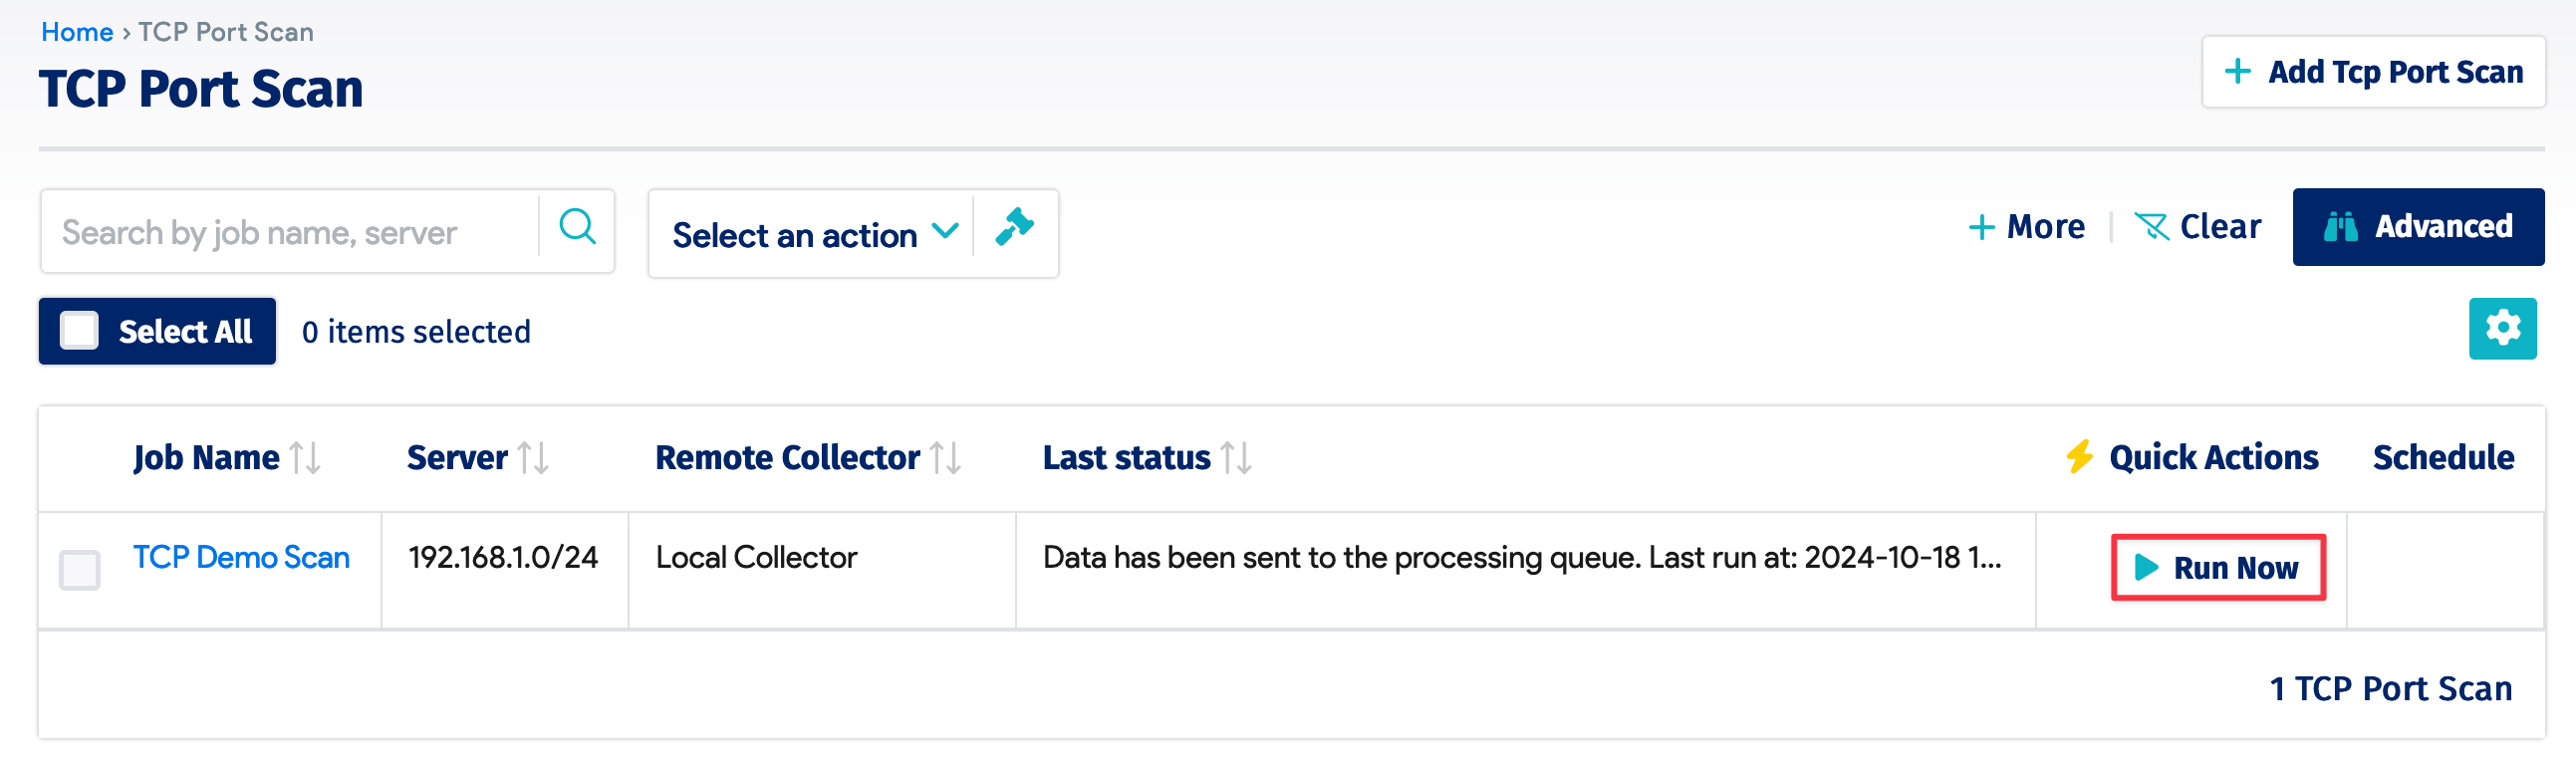 Home › TCP Port Scan
TCP Port Scan
+ Add Tcp Port Scan
Search by job name, server
Select an action
+ More
Clear
Advanced
Select All
0 items selected
Job Name
Server
Remote Collector
Last status
Quick Actions
Schedule
TCP Demo Scan
192.168.1.0/24
Local Collector
Data has been sent to the processing queue. Last run at: 2024-10-18 1...
Run Now
1 TCP Port Scan